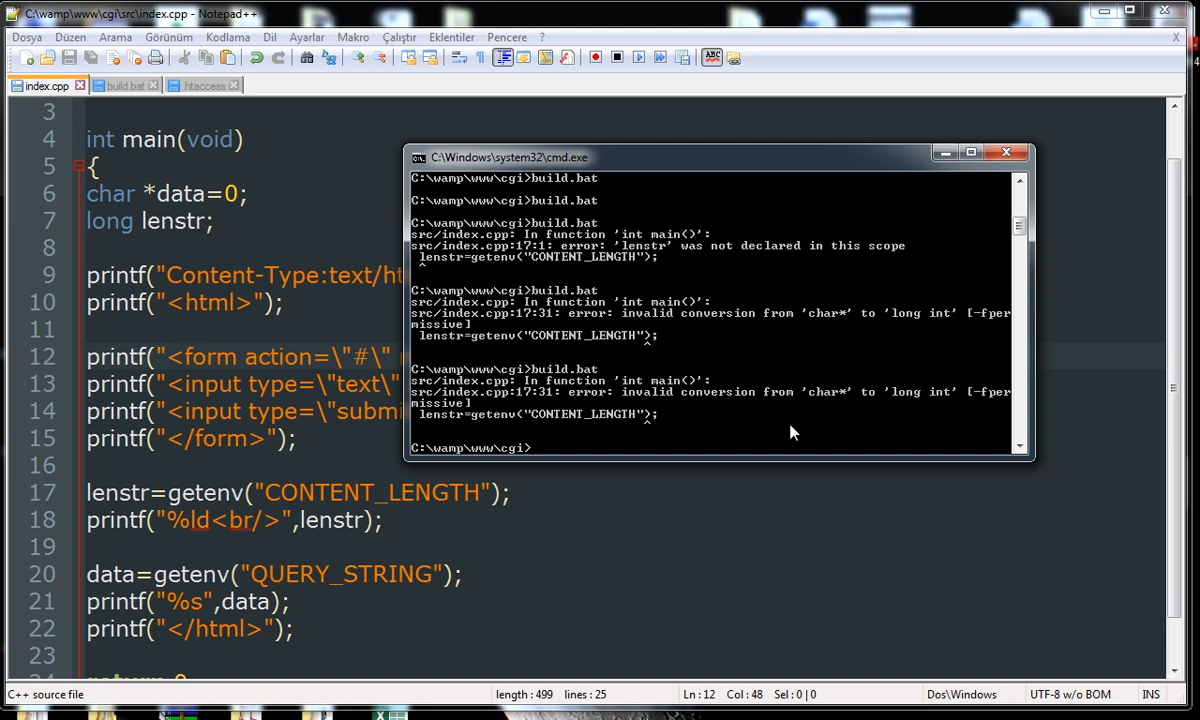 C:\wamp\www\cgi\src\index.cpp - Notepad++
Dosya Düzen Arama Görünüm Kodlama Dil Ayarlar Makro Çalıştır Eklentiler Pencere ? X
ABC
index.cpp build.bat .htaccess
3
4 int main(void)
5 {
6 char *data=0;
7 long lenstr;
8
9 printf("Content-Type:text/ht
10 printf("<html>");
11
12 printf("<form action=\"#\"
13 printf("<input type=\"text\"
14 printf("<input type=\"submi
15 printf("</form>");
16
17 lenstr=getenv("CONTENT_LENGTH");
18 printf("%ld<br/>",lenstr);
19
20 data=getenv("QUERY_STRING");
21 printf("%s",data);
22 printf("</html>");
23
C:\Windows\system32\cmd.exe
C:\wamp\www\cgi>build.bat
C:\wamp\www\cgi>build.bat
C:\wamp\www\cgi>build.bat
src/index.cpp: In function 'int main()':
src/index.cpp:17:1: error: 'lenstr' was not declared in this scope
lenstr=getenv("CONTENT_LENGTH");
^
C:\wamp\www\cgi>build.bat
src/index.cpp: In function 'int main()':
src/index.cpp:17:31: error: invalid conversion from 'char*' to 'long int' [-fper
missive]
lenstr=getenv("CONTENT_LENGTH");
^
C:\wamp\www\cgi>build.bat
src/index.cpp: In function 'int main()':
src/index.cpp:17:31: error: invalid conversion from 'char*' to 'long int' [-fper
missive]
lenstr=getenv("CONTENT_LENGTH");
^
C:\wamp\www\cgi>
C++ source file length : 499 lines : 25 Ln : 12 Col : 48 Sel : 0 | 0 Dos\Windows UTF-8 w/o BOM INS